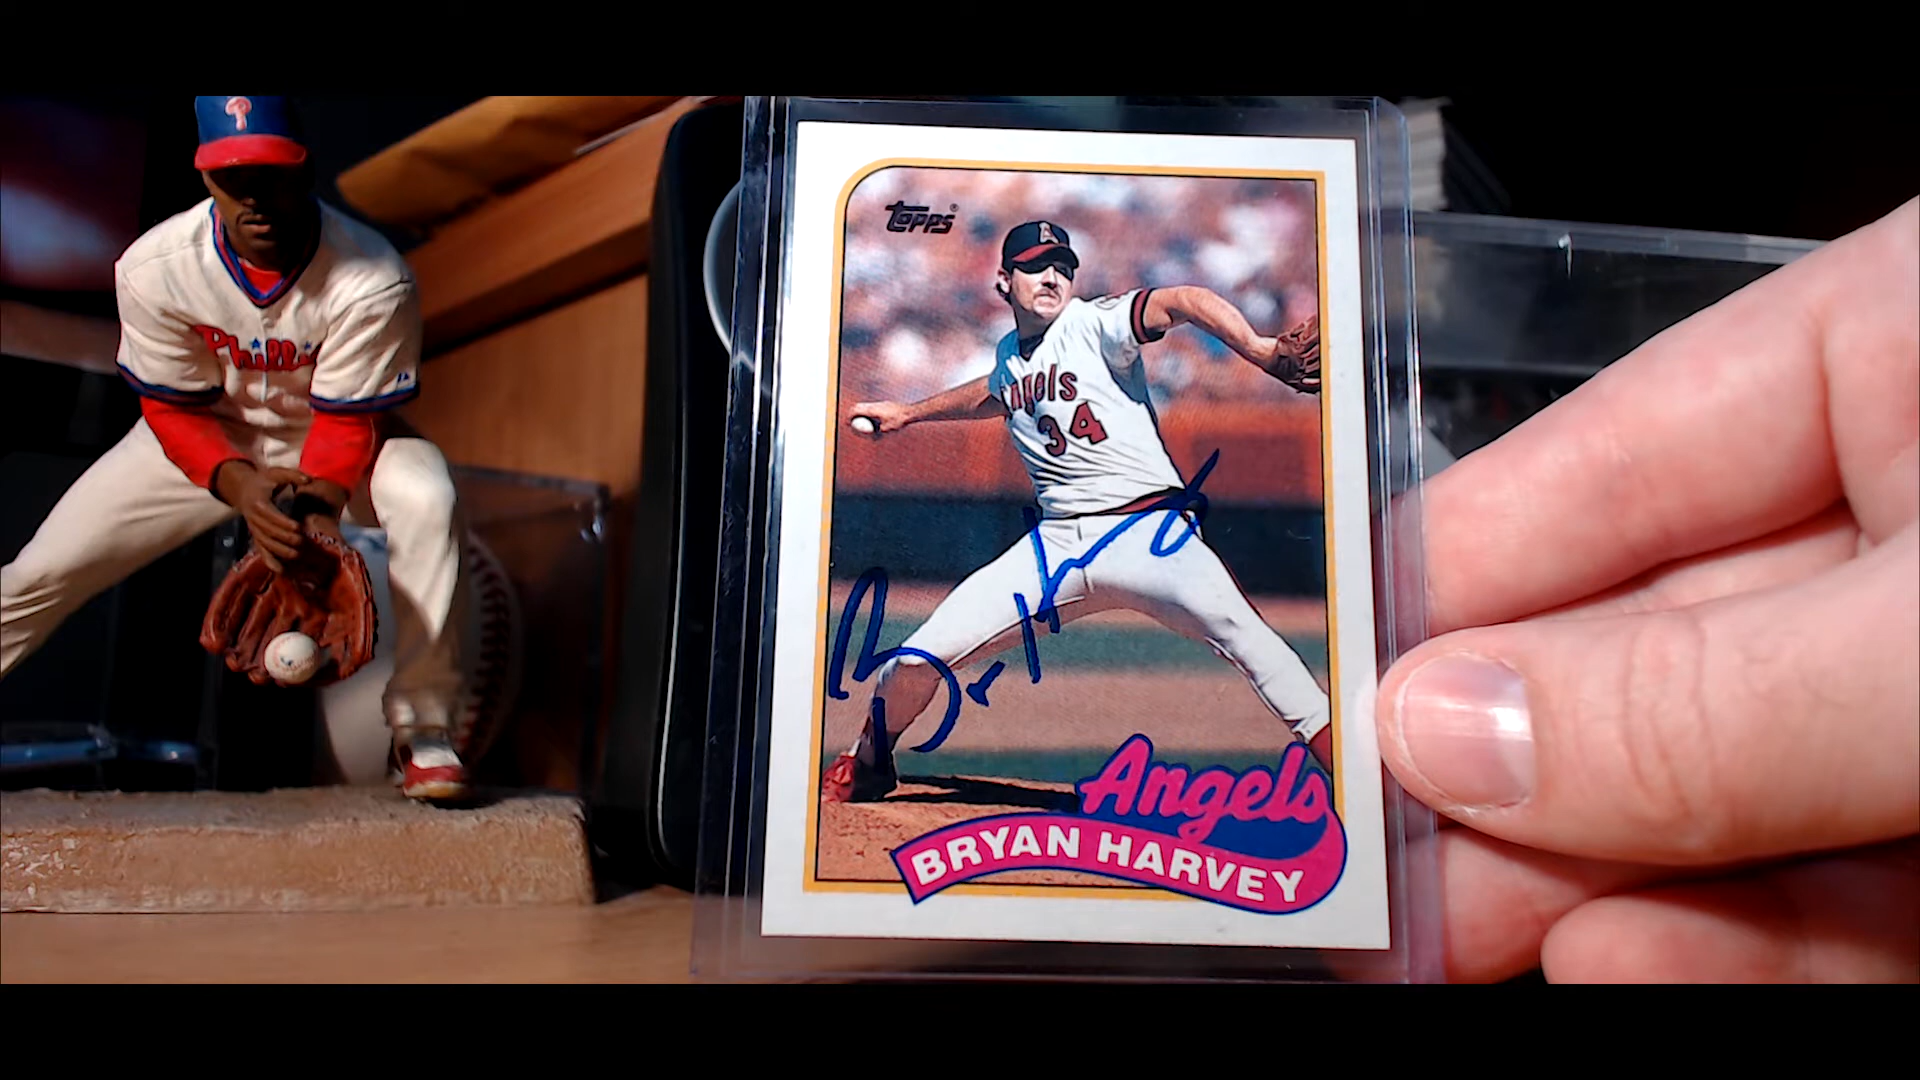 Phillies
Topps
Angels
34
Angels
BRYAN HARVEY